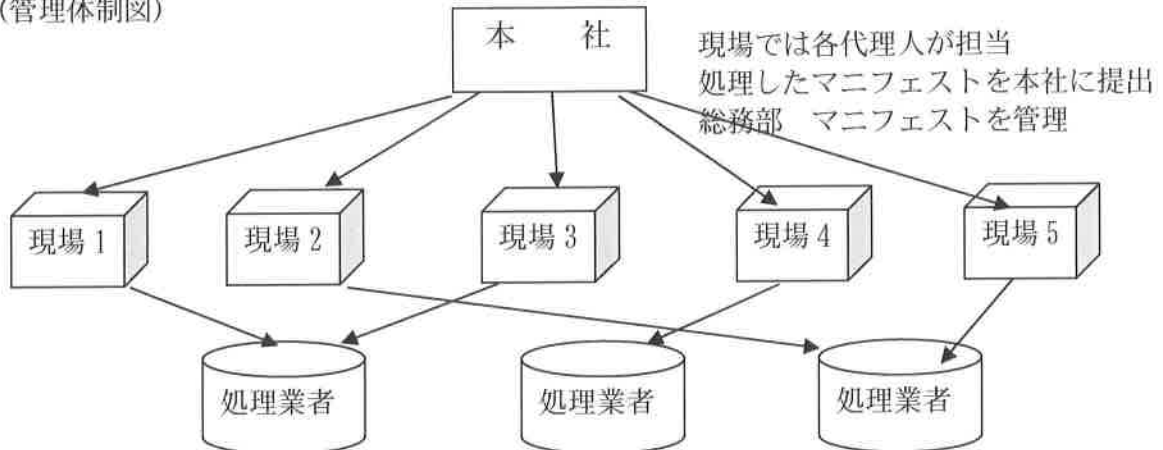 (管理体制図)
本 社
現場では各代理人が担当
処理したマニフェストを本社に提出
総務部 マニフェストを管理
現場1
現場2
現場3
現場4
現場5
処理業者
処理業者
処理業者